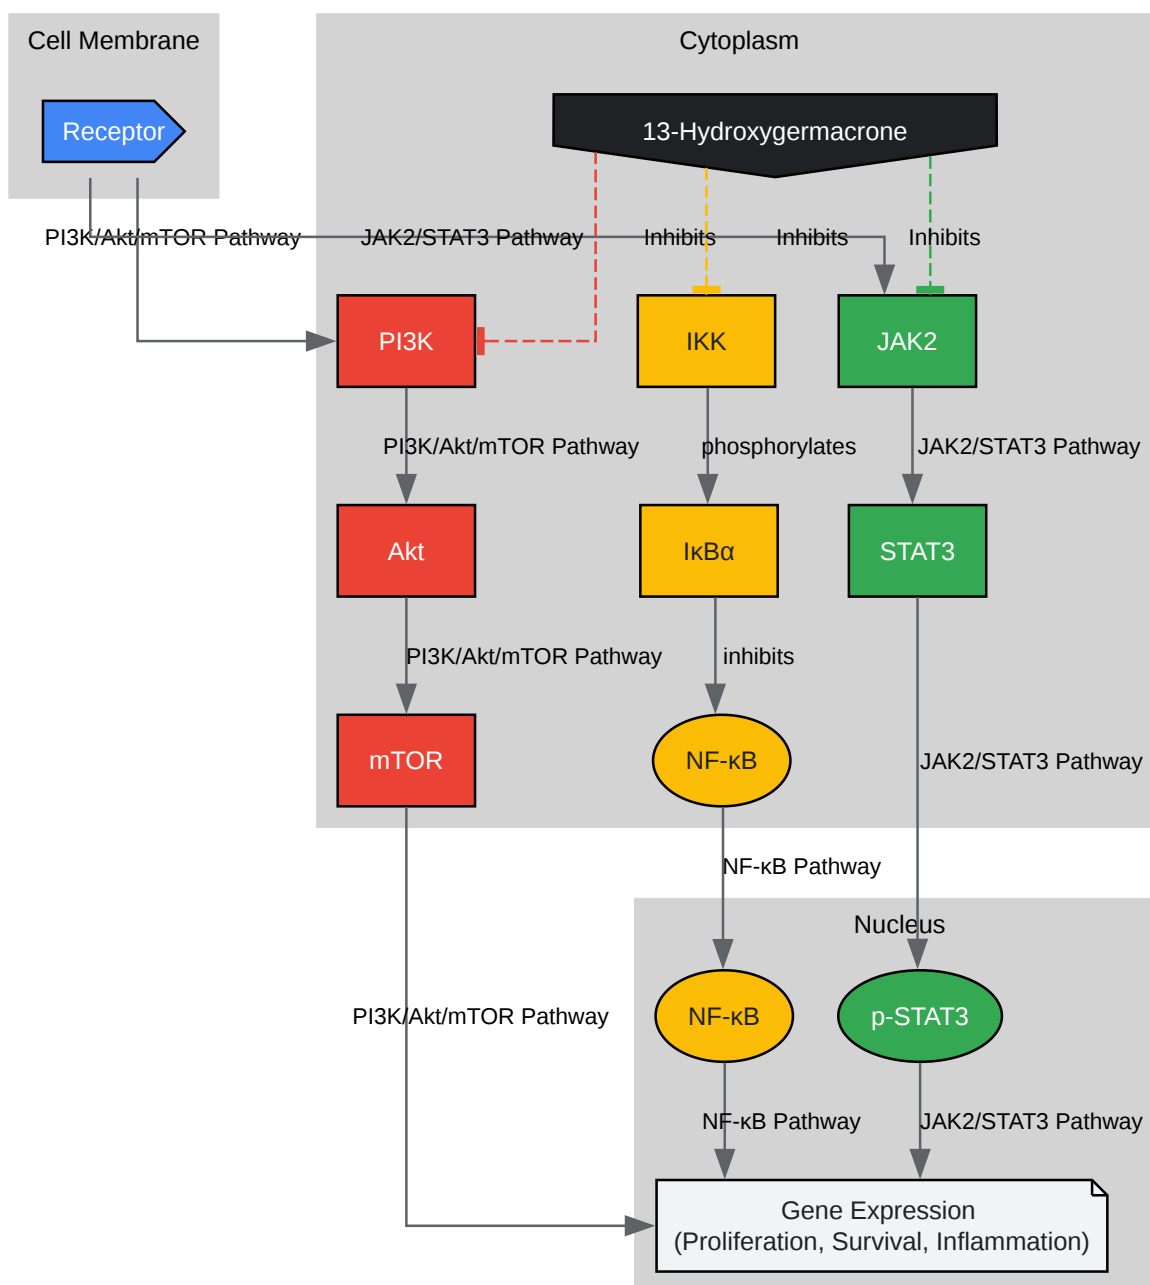 Cell Membrane
Cytoplasm
Receptor
13-Hydroxygermacrone
PI3K/Akt/mTOR Pathway
JAK2/STAT3 Pathway
Inhibits
Inhibits
Inhibits
PI3K
IKK
JAK2
PI3K/Akt/mTOR Pathway
phosphorylates
JAK2/STAT3 Pathway
Akt
IκBα
STAT3
PI3K/Akt/mTOR Pathway
inhibits
mTOR
NF-κB
JAK2/STAT3 Pathway
NF-κB Pathway
Nucleus
PI3K/Akt/mTOR Pathway
NF-κB
p-STAT3
NF-κB Pathway
JAK2/STAT3 Pathway
Gene Expression
(Proliferation, Survival, Inflammation)